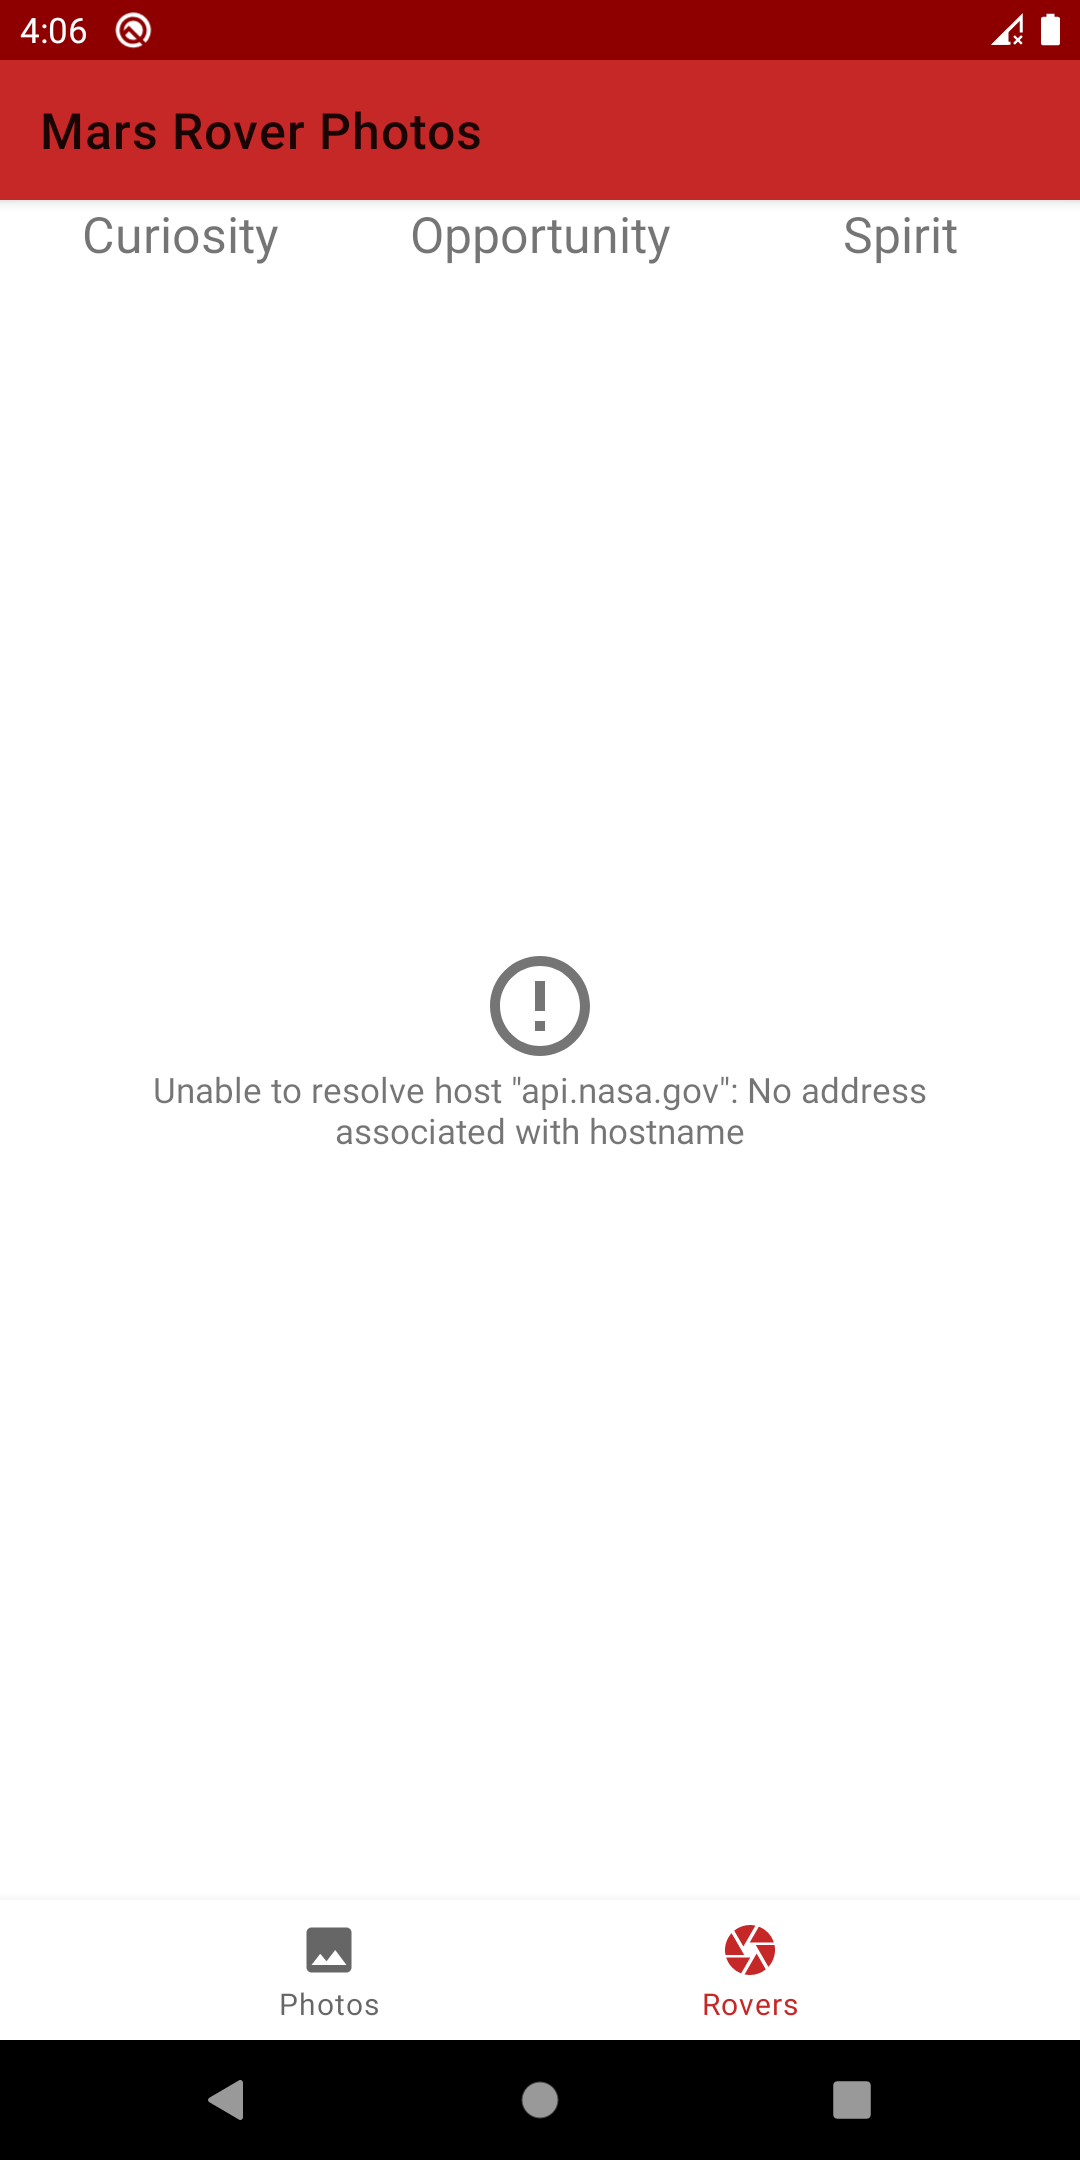 4:06
Mars Rover Photos
Curiosity Opportunity Spirit
Unable to resolve host "api.nasa.gov": No address
associated with hostname
Photos Rovers